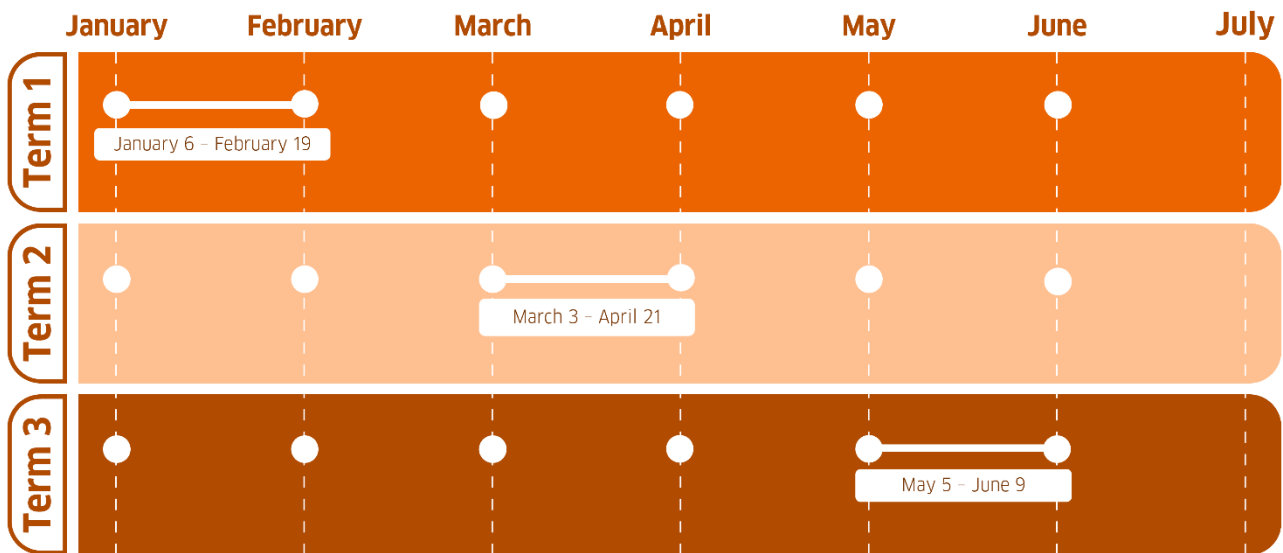 January February March April May June July
Term 1
January 6 - February 19
Term 2
March 3 - April 21
Term 3
May 5 - June 9